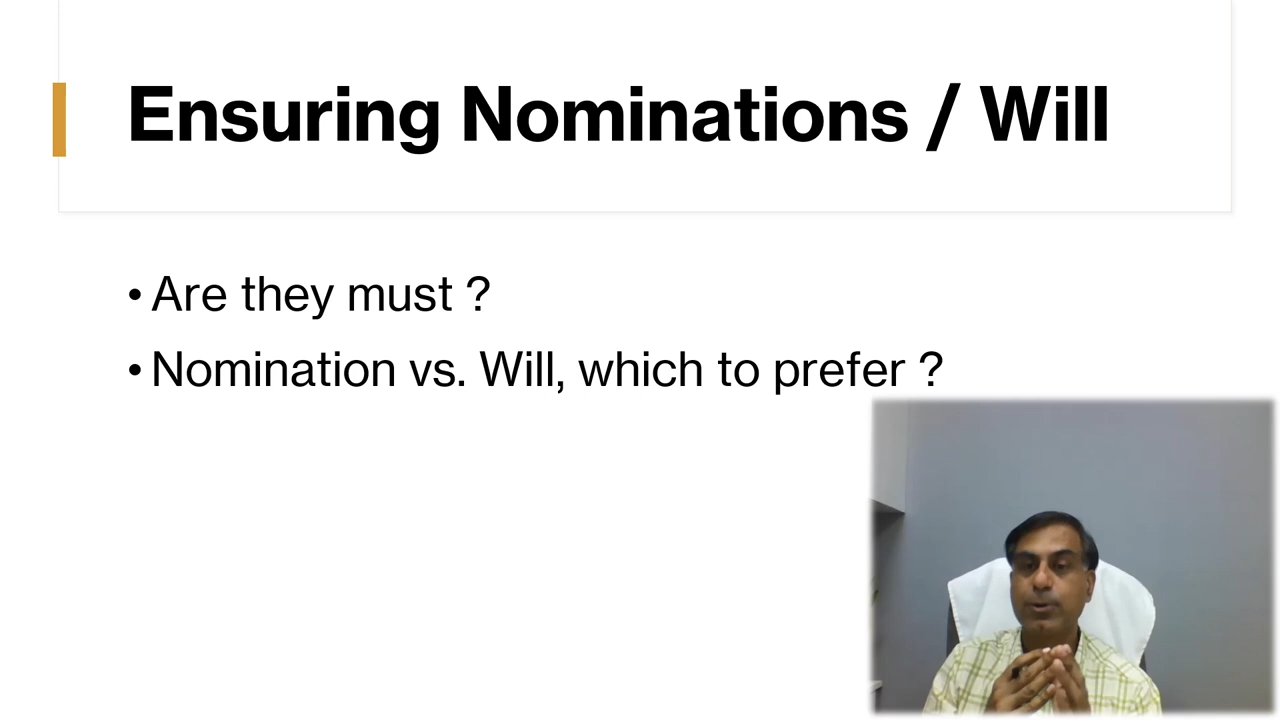 Ensuring Nominations / Will
• Are they must ?
• Nomination vs. Will, which to prefer ?